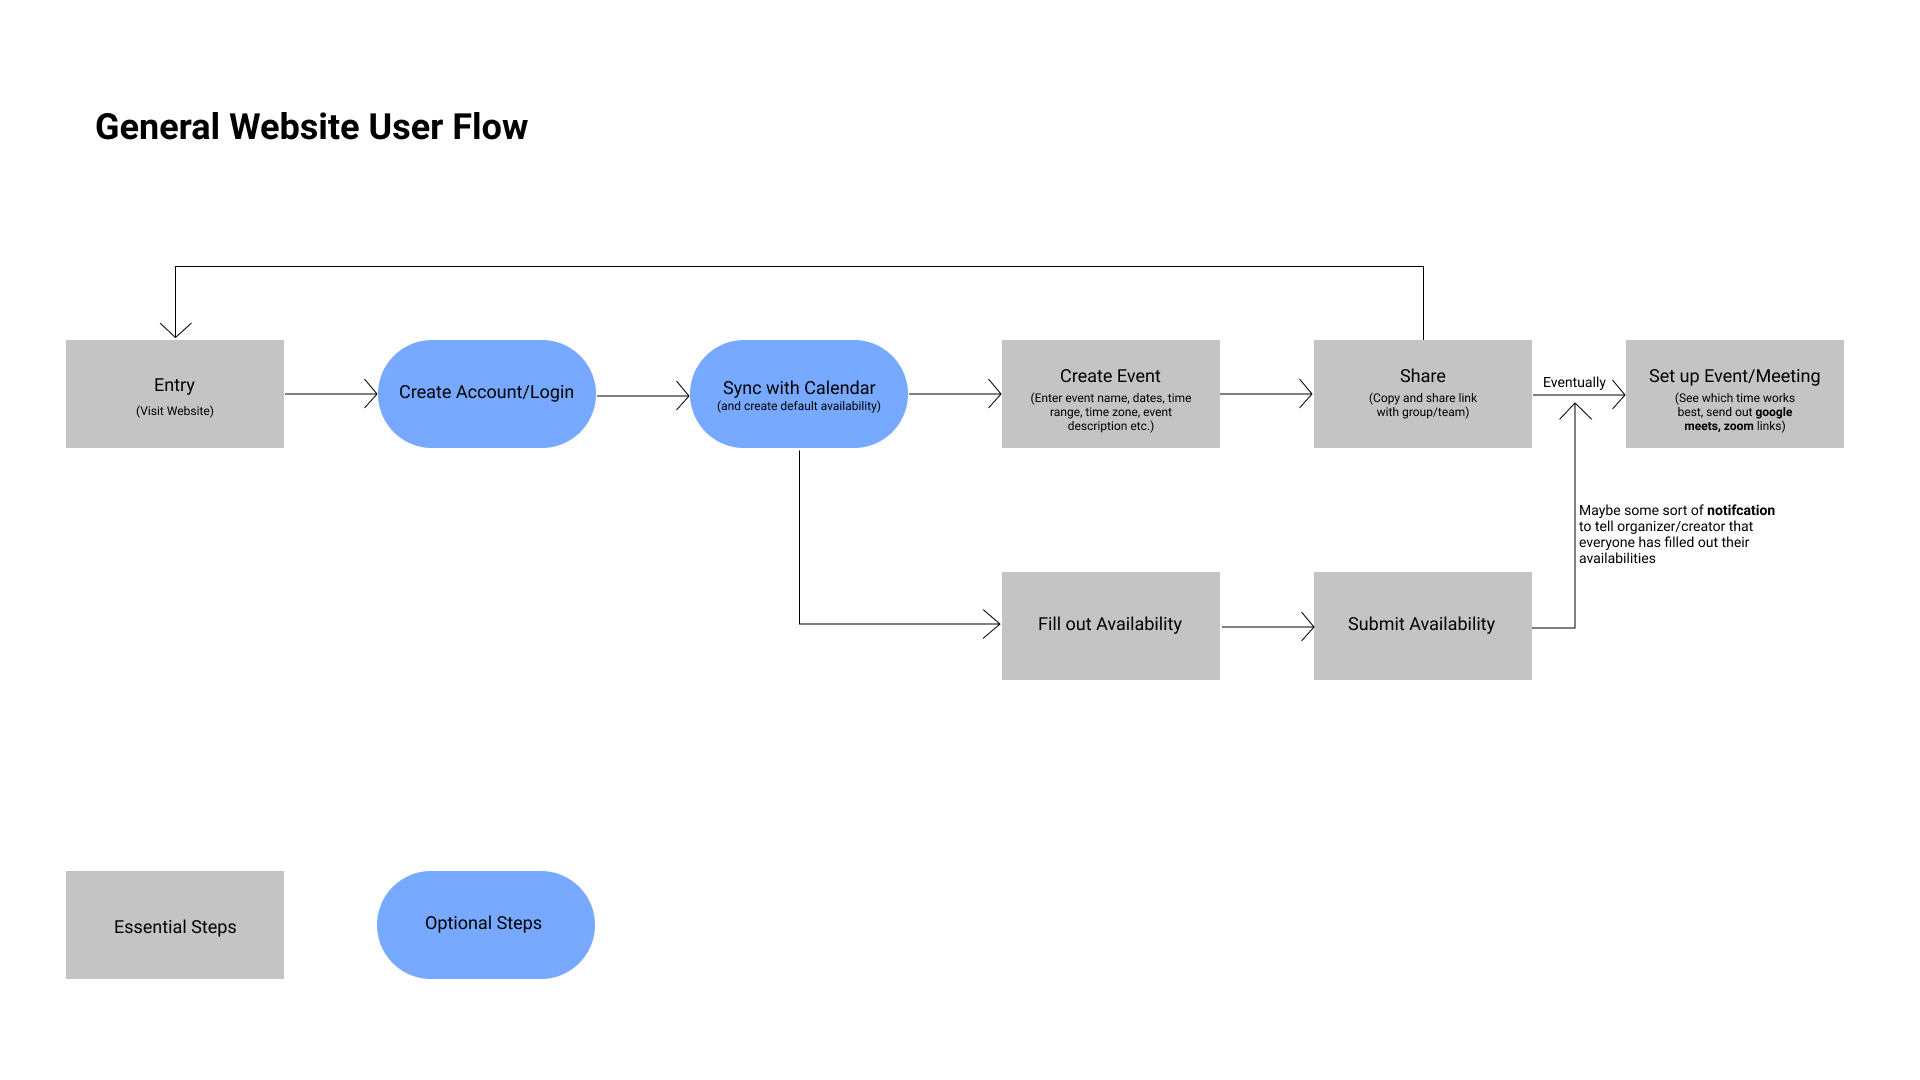 General Website User Flow
Entry
(Visit Website)
Create Account/Login
Sync with Calendar
(and create default availability)
Create Event
(Enter event name, dates, time
range, time zone, event
description etc.)
Share
(Copy and share link
with group/team)
Eventually
Set up Event/Meeting
(See which time works
best, send out google
meets, zoom links)
Maybe some sort of notifcation
to tell organizer/creator that
everyone has filled out their
availabilities
Fill out Availability
Submit Availability
Essential Steps
Optional Steps